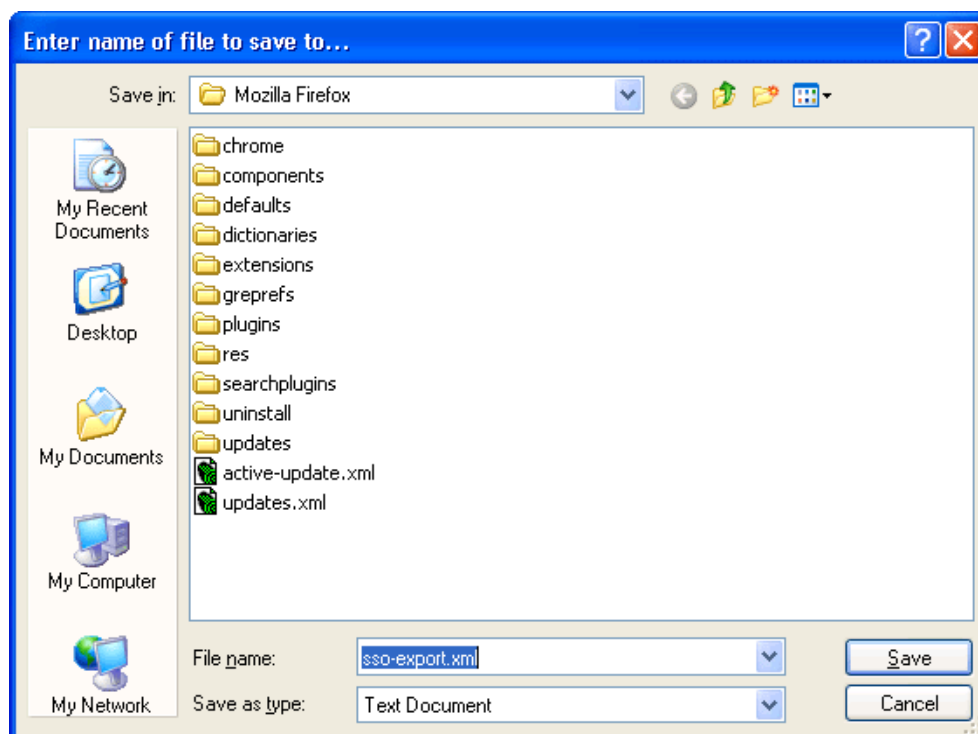 Enter name of file to save to...
Save in:
Mozilla Firefox
My Recent
Documents
Desktop
My Documents
My Computer
My Network
chrome
components
defaults
dictionaries
extensions
greprefs
plugins
res
searchplugins
uninstall
updates
active-update.xml
updates.xml
File name:
sso-export.xml
Save
Save as type:
Text Document
Cancel